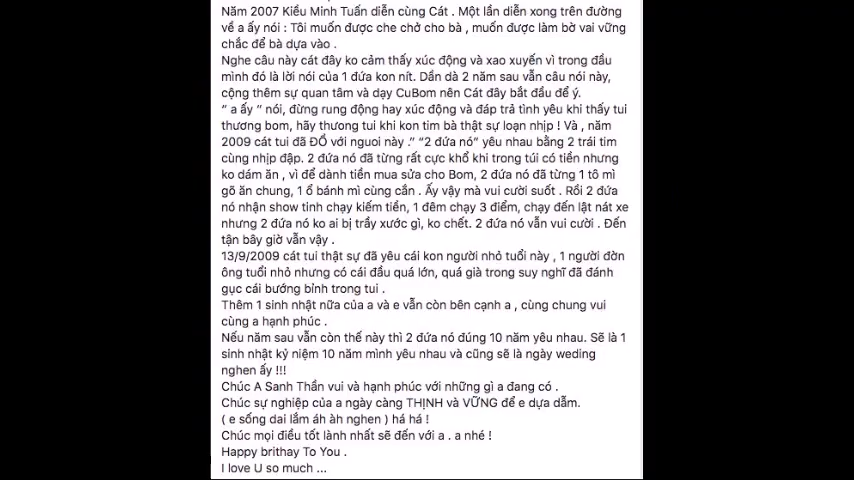 Năm 2007 Kiều Minh Tuấn diễn cùng Cát . Một lần diễn xong trên đường
về a ấy nói : Tôi muốn được che chở cho bà , muốn được làm bờ vai vững
chắc để bà dựa vào .
Nghe câu này cát đây ko cảm thấy xúc động và xao xuyến vì trong đầu
mình đó là lời nói của 1 đứa kon nít. Dần dà 2 năm sau vẫn câu nói này,
cộng thêm sự quan tâm và dạy CuBom nên Cát đây bắt đầu để ý.
“ a ấy “ nói, đừng rung động hay xúc động và đáp trả tình yêu khi thấy tui
thương bom, hãy thưong tui khi kon tim bà thật sự loạn nhịp ! Và , năm
2009 cát tui đã ĐỔ với nguoi này .” “2 đứa nó” yêu nhau bằng 2 trái tim
cùng nhịp đập. 2 đứa nó đã từng rất cực khổ khi trong túi có tiền nhưng
ko dám ăn , vì để dành tiền mua sữa cho Bom, 2 đứa nó đã từng 1 tô mì
gõ ăn chung, 1 ổ bánh mì cùng cắn . Ấy vậy mà vui cười suốt . Rồi 2 đứa
nó nhận show tinh chạy kiếm tiền, 1 đêm chạy 3 điểm, chạy đến lật nát xe
nhưng 2 đứa nó ko ai bị trầy xước gì, ko chết. 2 đứa nó vẫn vui cười . Đến
tận bây giờ vẫn vậy .
13/9/2009 cát tui thật sự đã yêu cái kon người nhỏ tuổi này , 1 người đờn
ông tuổi nhỏ nhưng có cái đầu quá lớn, quá già trong suy nghĩ đã đánh
gục cái bướng bỉnh trong tui .
Thêm 1 sinh nhật nữa của a và e vẫn còn bên cạnh a , cùng chung vui
cùng a hạnh phúc .
Nếu năm sau vẫn còn thế này thì 2 đứa nó đúng 10 năm yêu nhau. Sẽ là 1
sinh nhật kỷ niệm 10 năm mình yêu nhau và cũng sẽ là ngày weding
nghen ấy !!!
Chúc A Sanh Thần vui và hạnh phúc với những gì a đang có .
Chúc sự nghiệp của a ngày càng THỊNH và VỮNG để e dựa dẫm.
( e sống dai lắm áh àh nghen ) há há !
Chúc mọi điều tốt lành nhất sẽ đến với a . a nhé !
Happy brithay To You .
I love U so much ...